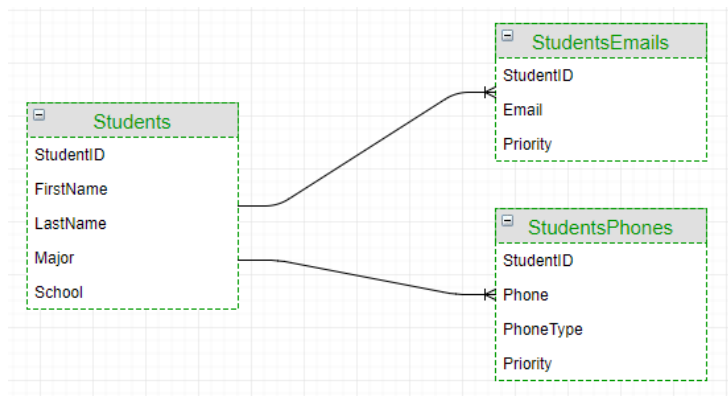 Students
StudentID
FirstName
LastName
Major
School
StudentsEmails
StudentID
Email
Priority
StudentsPhones
StudentID
Phone
PhoneType
Priority